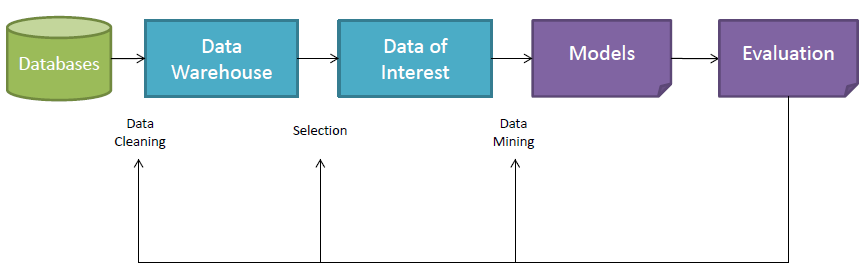 Databases
Data
Warehouse
Data of
Interest
Models
Evaluation
Data
Cleaning
Selection
Data
Mining